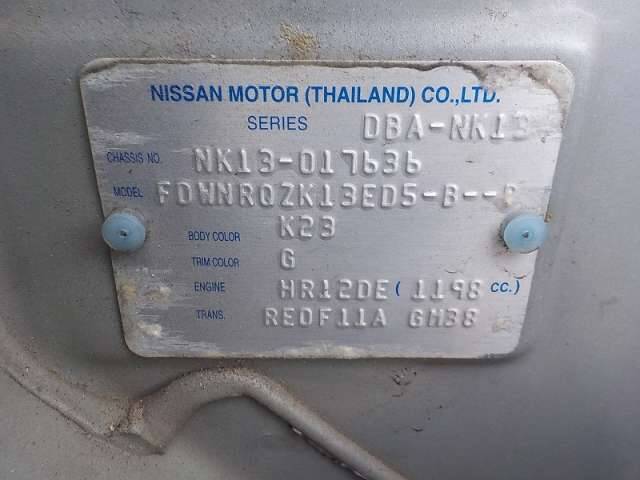 NISSAN MOTOR (THAILAND) CO.,LTD.
SERIES DBA-NK13
CHASSIS NO. NK13-017636
MODEL FDWNRQZK13ED5-B--
BODY COLOR K23
TRIM COLOR G
ENGINE HR12DE ( 1198 CC.)
TRANS. RE0F11A GM38